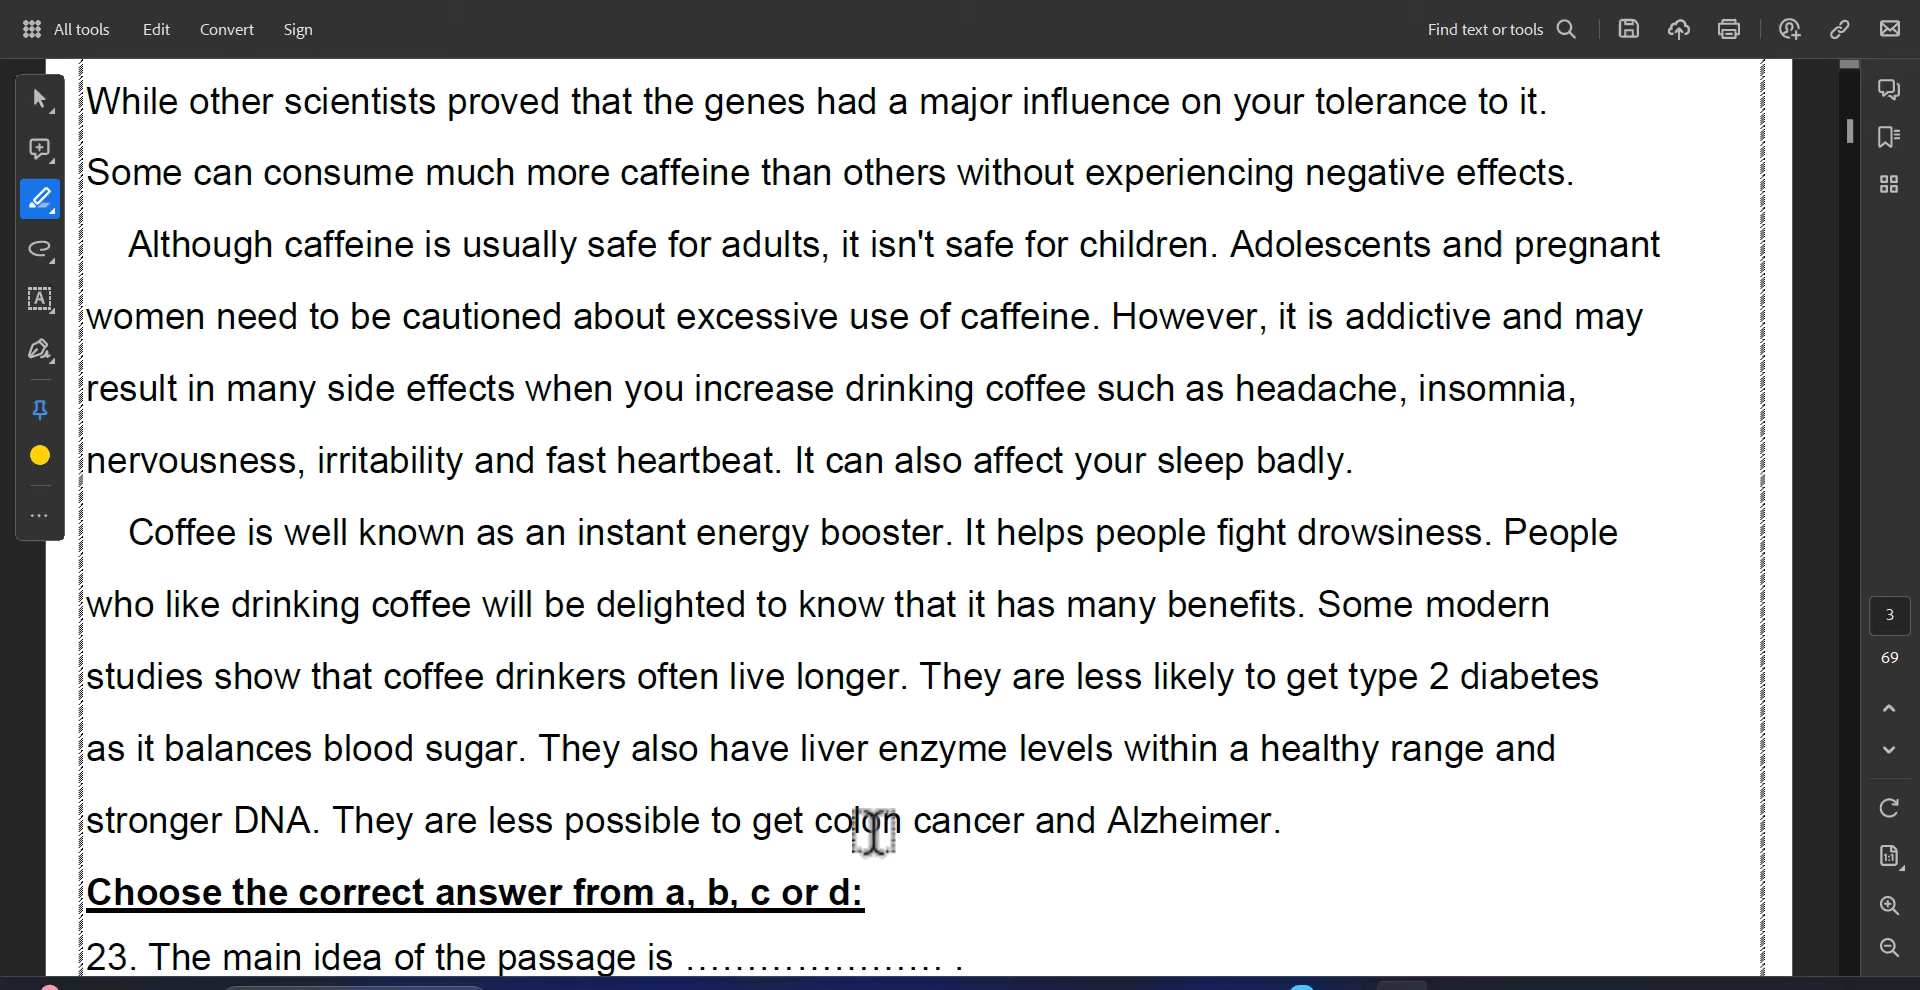 All tools Edit Convert Sign Find text or tools
While other scientists proved that the genes had a major influence on your tolerance to it.
Some can consume much more caffeine than others without experiencing negative effects.
Although caffeine is usually safe for adults, it isn't safe for children. Adolescents and pregnant
women need to be cautioned about excessive use of caffeine. However, it is addictive and may
result in many side effects when you increase drinking coffee such as headache, insomnia,
nervousness, irritability and fast heartbeat. It can also affect your sleep badly.
Coffee is well known as an instant energy booster. It helps people fight drowsiness. People
who like drinking coffee will be delighted to know that it has many benefits. Some modern
studies show that coffee drinkers often live longer. They are less likely to get type 2 diabetes
as it balances blood sugar. They also have liver enzyme levels within a healthy range and
stronger DNA. They are less possible to get colon cancer and Alzheimer.
Choose the correct answer from a, b, c or d:
23. The main idea of the passage is ..................... .
3
69